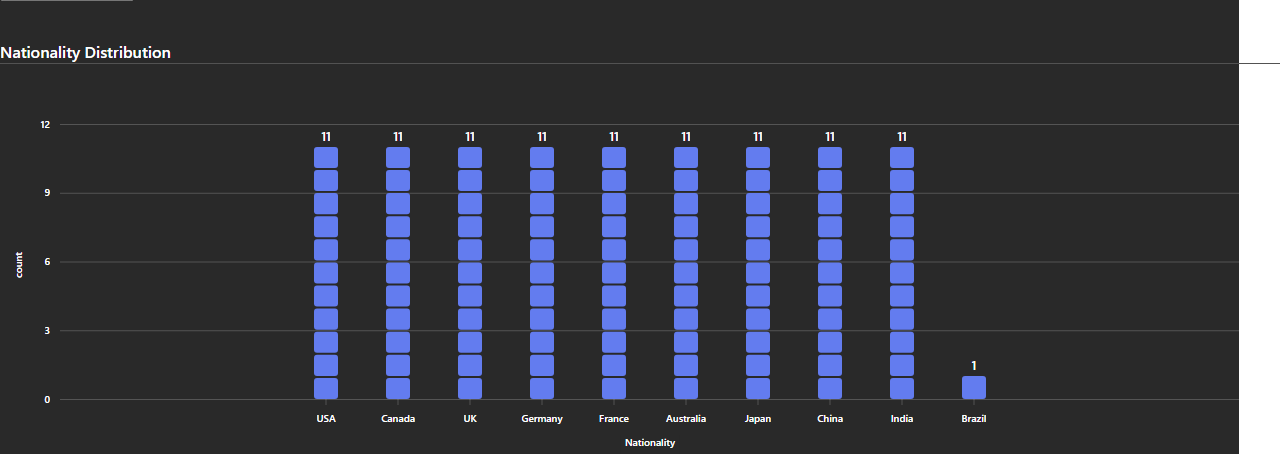 Nationality Distribution
12
11 11 11 11 11 11 11 11 11
9
6
count
3
1
0
USA Canada UK Germany France Australia Japan China India Brazil
Nationality